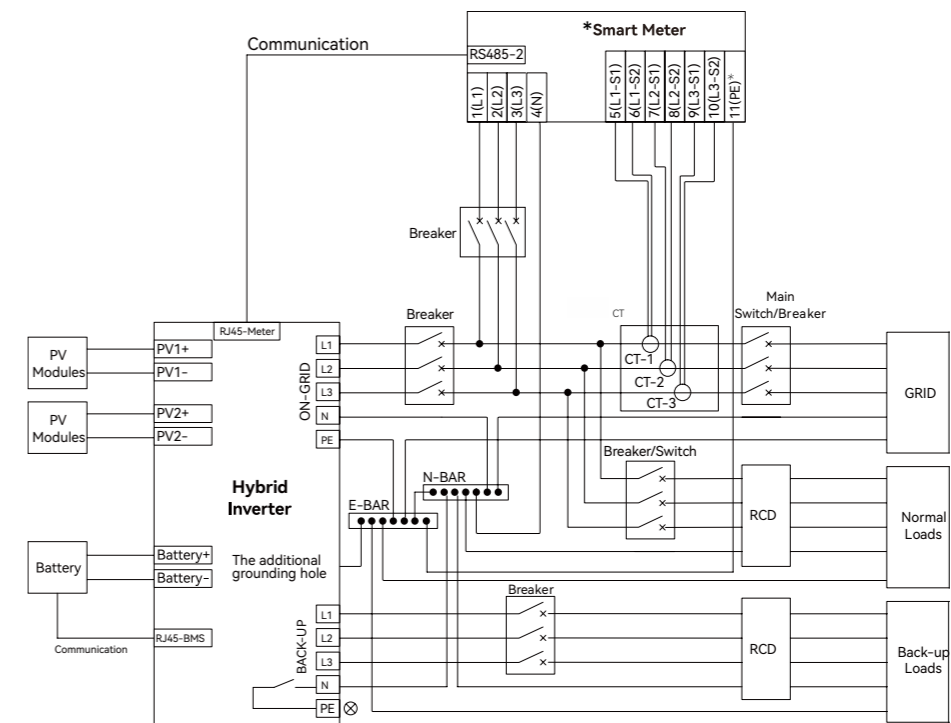 *Smart Meter
Communication
RS485-2
1(L1)
2(L2)
3(L3)
4(N)
5(L1-S1)
6(L1-S2)
7(L2-S1)
8(L2-S2)
9(L3-S1)
10(L3-S2)
11(PE)*
Breaker
Breaker
CT
Main
Switch/Breaker
RJ45-Meter
PV
Modules
PV1+
PV1-
PV
Modules
PV2+
PV2-
ON-GRID
L1
L2
L3
N
PE
CT-1
CT-2
CT-3
GRID
Breaker/Switch
N-BAR
E-BAR
Hybrid
Inverter
RCD
Normal
Loads
Battery
Battery+
Battery-
The additional
grounding hole
Breaker
BACK-UP
L1
L2
L3
N
PE
RJ45-BMS
Communication
RCD
Back-up
Loads